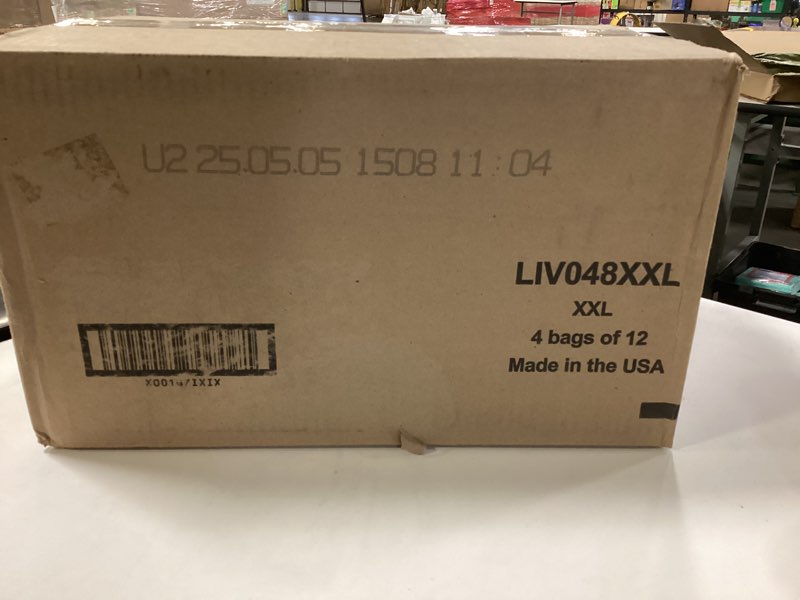 U2 25.05.05 1508 11:04
LIV048XXL
XXL
4 bags of 12
Made in the USA